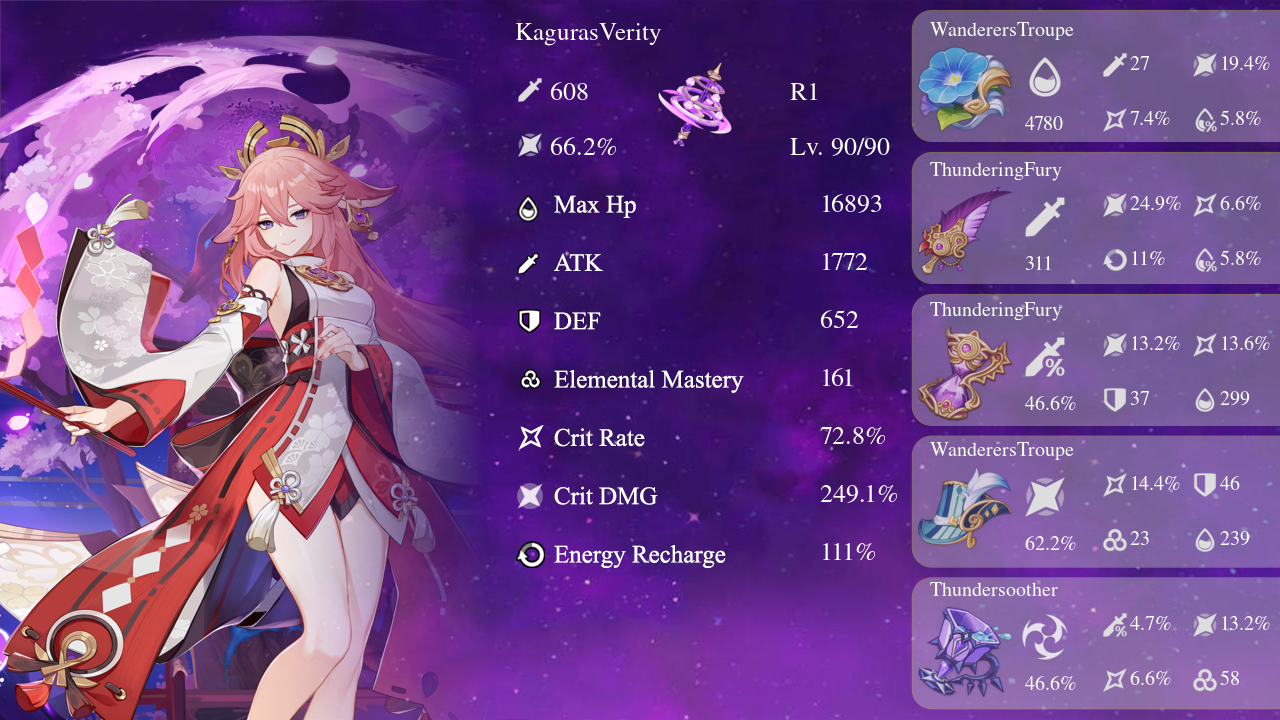 KagurasVerity
608
R1
66.2%
Lv. 90/90
Max Hp 16893
ATK 1772
DEF 652
Elemental Mastery 161
Crit Rate 72.8%
Crit DMG 249.1%
Energy Recharge 111%
WanderersTroupe
27 19.4%
4780 7.4% 5.8%
ThunderingFury
24.9% 6.6%
311 11% 5.8%
ThunderingFury
13.2% 13.6%
46.6% 37 299
WanderersTroupe
14.4% 46
62.2% 23 239
Thundersoother
4.7% 13.2%
46.6% 6.6% 58